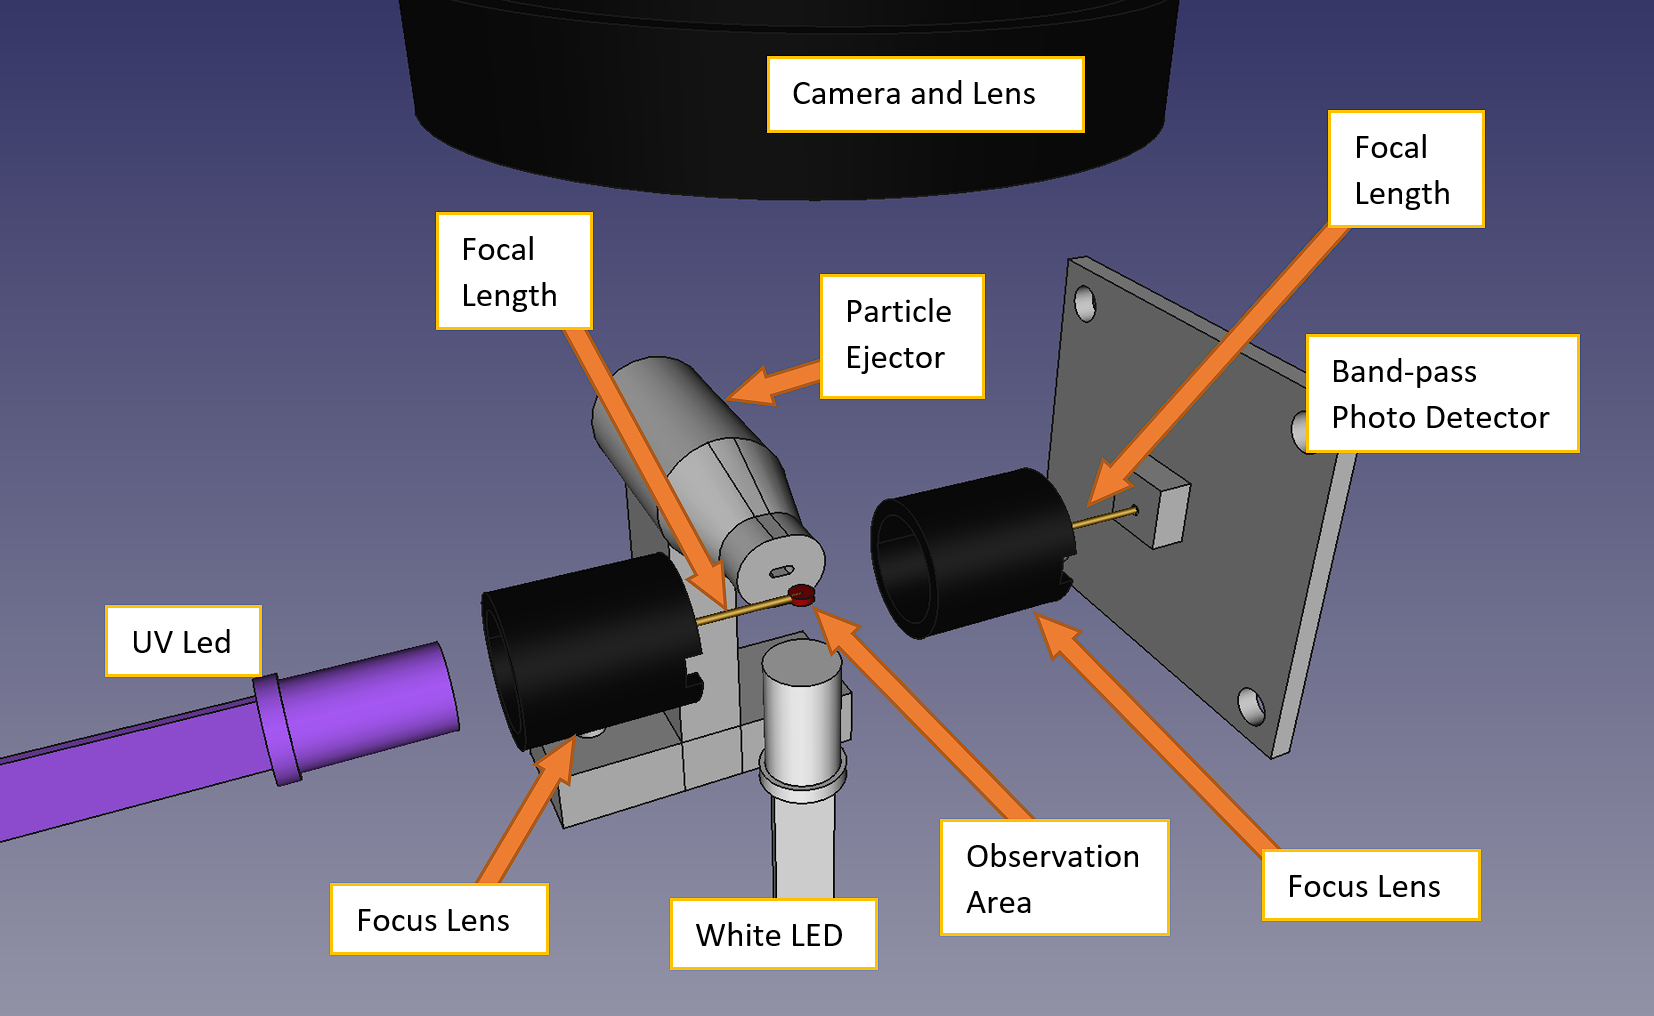 Camera and Lens
Focal
Length
Focal
Length
Particle
Ejector
Band-pass
Photo Detector
UV Led
Observation
Area
Focus Lens
Focus Lens
White LED